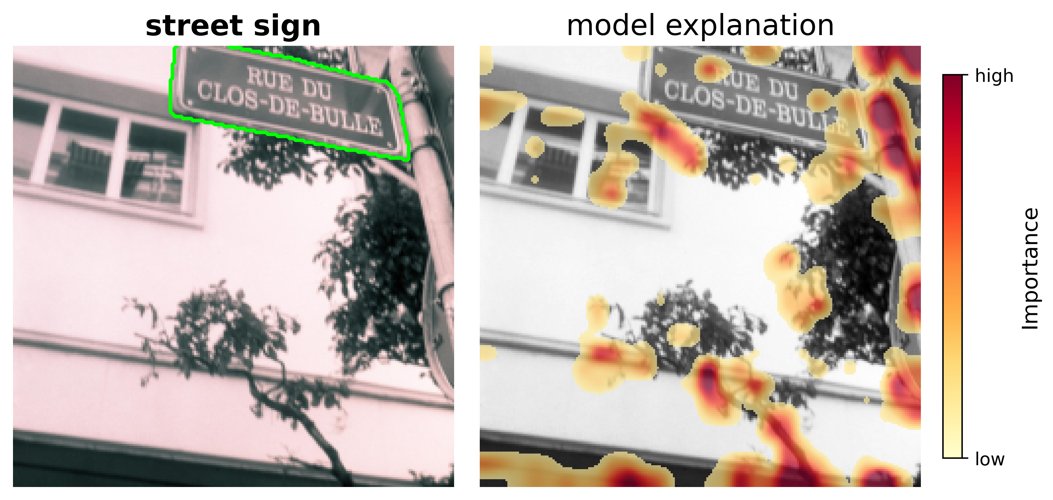 street sign
model explanation
RUE DU
CLOS-DE-BULLE
RUE DU
CLOS-DE-BULLE
high
Importance
low